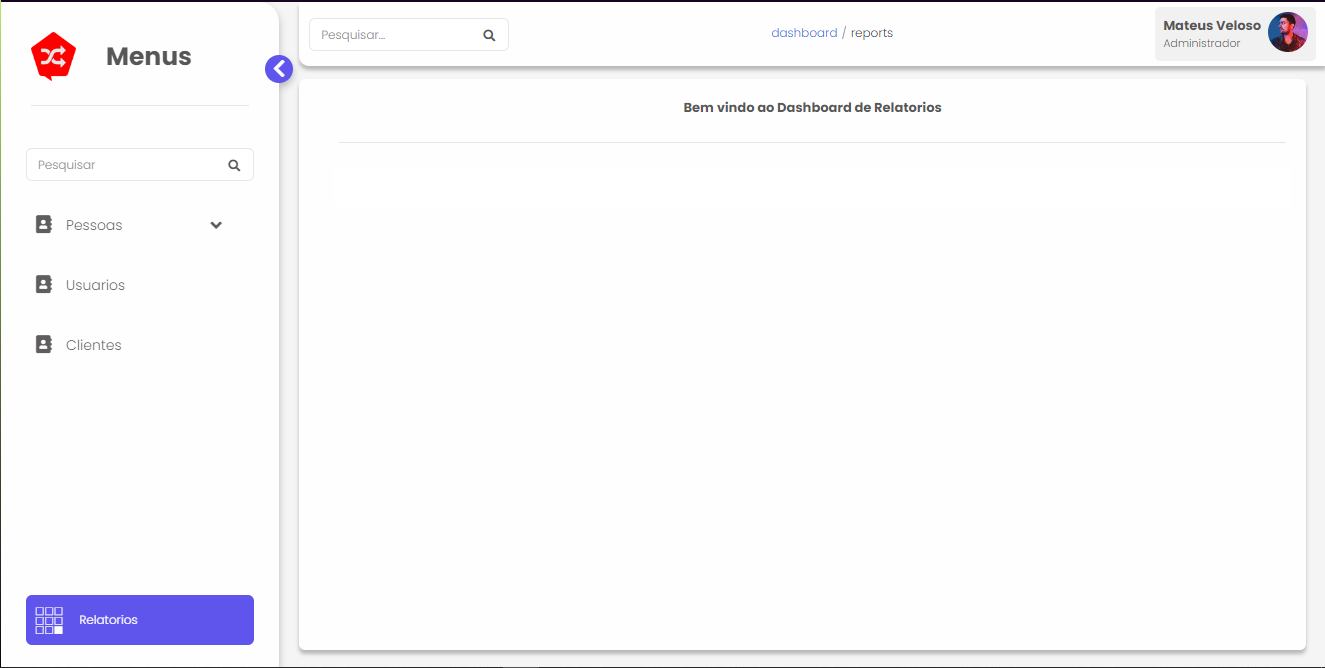 Menus
Pesquisar
Pessoas
Usuarios
Clientes
Relatorios
Pesquisar...
dashboard / reports
Mateus Veloso
Administrador
Bem vindo ao Dashboard de Relatorios